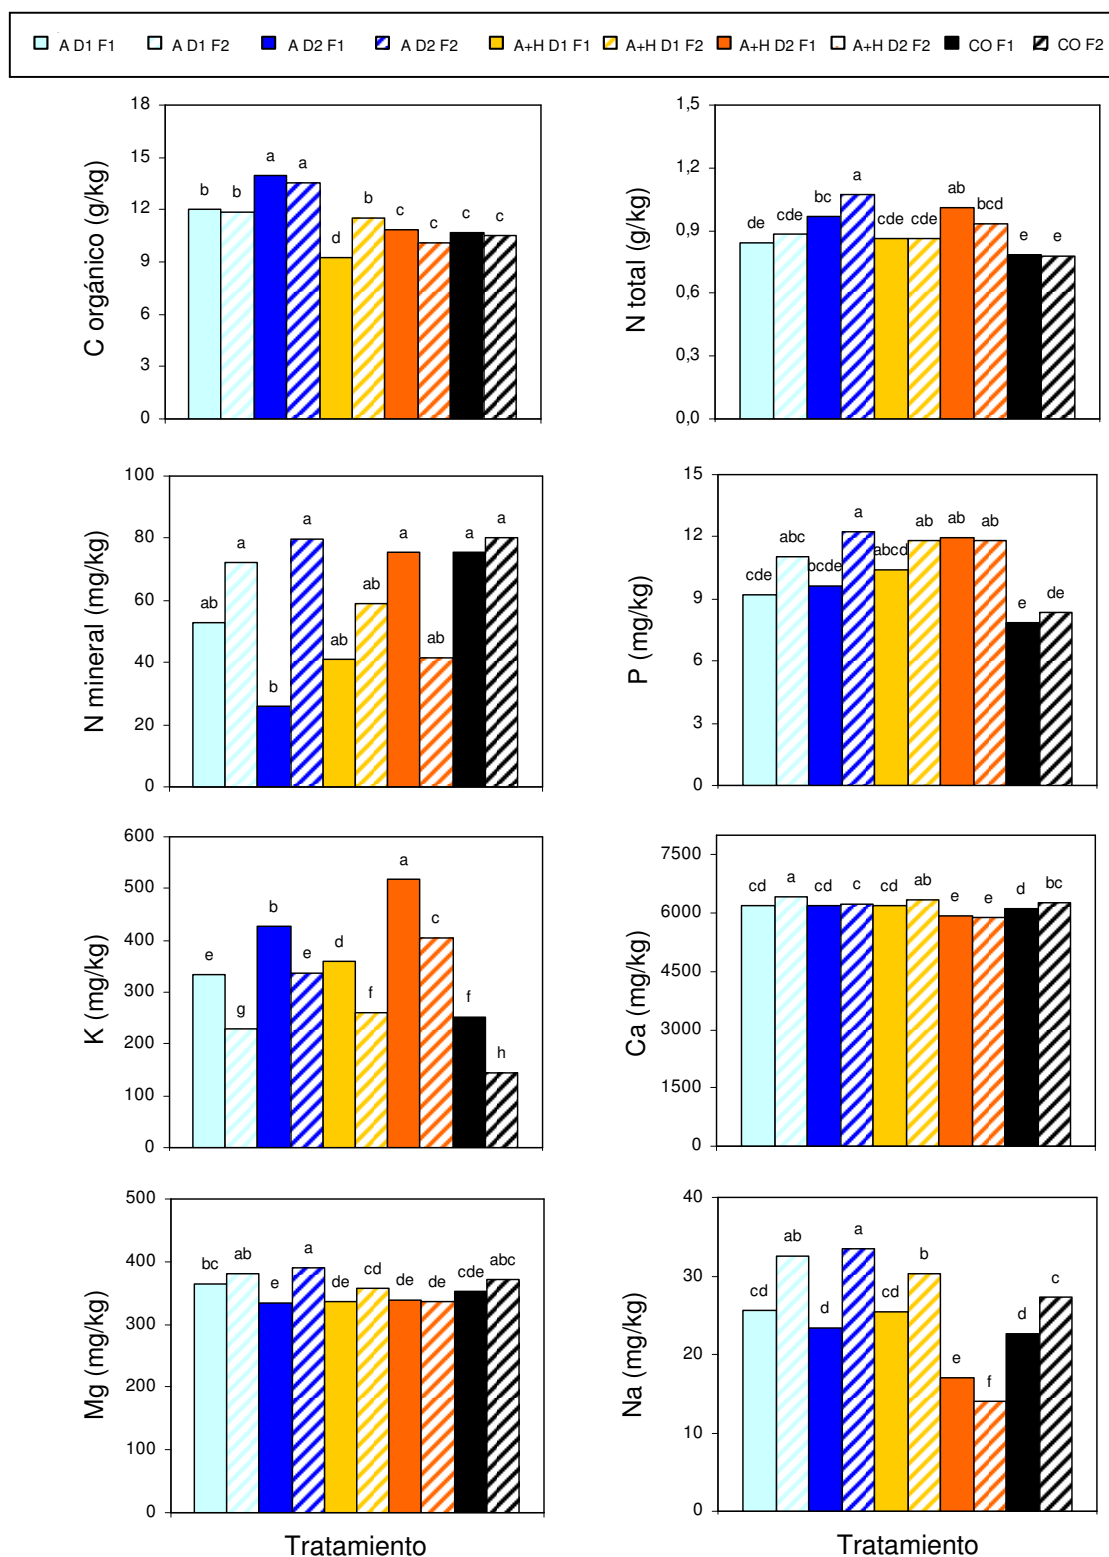 A D1 F1 A D1 F2 A D2 F1 A D2 F2 A+H D1 F1 A+H D1 F2 A+H D2 F1 A+H D2 F2 CO F1 CO F2
C orgánico (g/kg)
18
15
12
9
6
3
0
b b a a d b c c c c
N total (g/kg)
1,5
1,2
0,9
0,6
0,3
0,0
de cde bc a cde cde ab bcd e e
N mineral (mg/kg)
100
80
60
40
20
0
ab a b a ab ab a ab a a
P (mg/kg)
15
12
9
6
3
0
cde abc bcde a abcd ab ab ab e de
K (mg/kg)
600
500
400
300
200
100
0
e g b e d f a c f h
Ca (mg/kg)
7500
6000
4500
3000
1500
0
cd a cd c cd ab e e d bc
Mg (mg/kg)
500
400
300
200
100
0
bc ab e a de cd de de cde abc
Tratamiento
Na (mg/kg)
40
30
20
10
0
cd ab d a cd b e f d c
Tratamiento